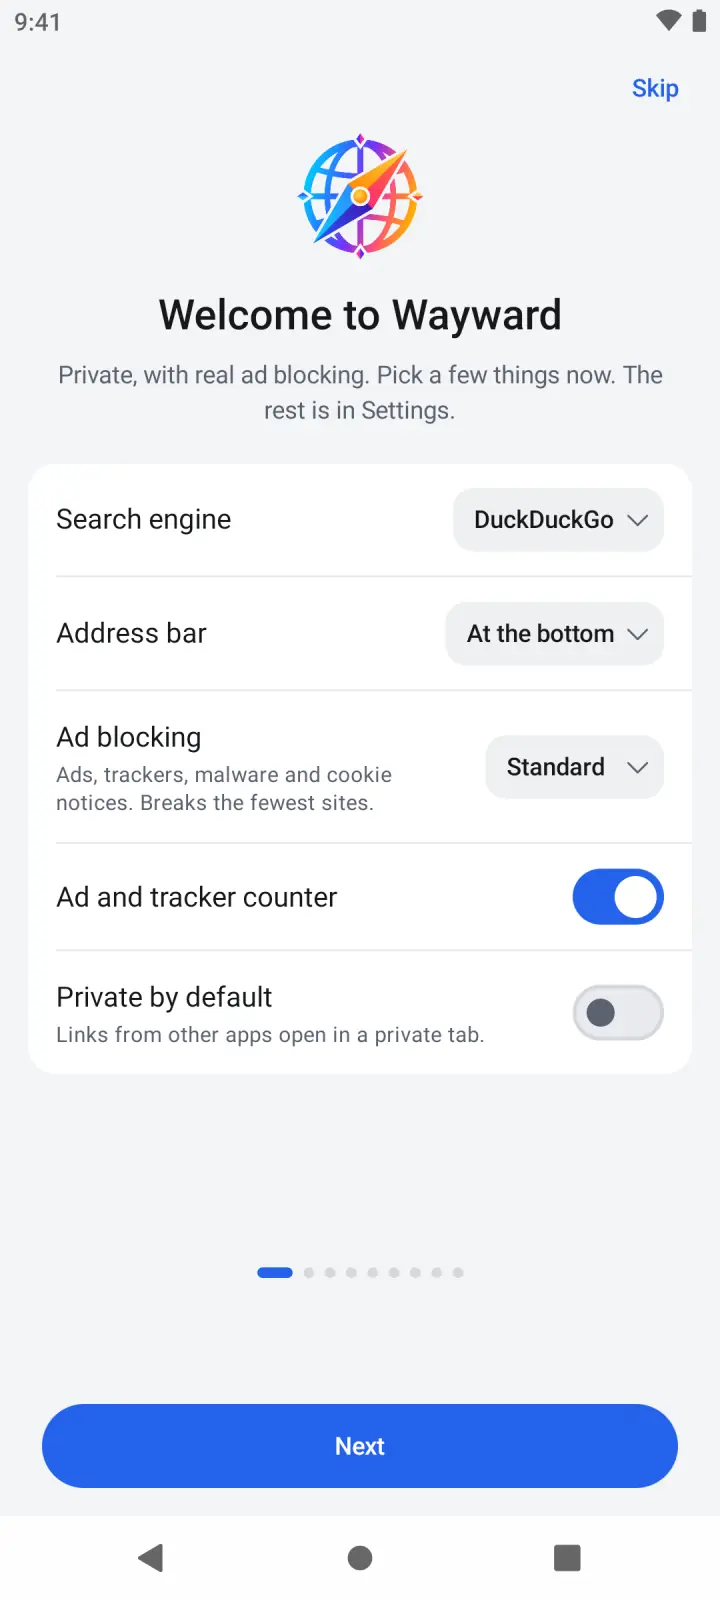 9:41
Skip
Welcome to Wayward
Private, with real ad blocking. Pick a few things now. The
rest is in Settings.
Search engine
DuckDuckGo
Address bar
At the bottom
Ad blocking
Ads, trackers, malware and cookie
notices. Breaks the fewest sites.
Standard
Ad and tracker counter
Private by default
Links from other apps open in a private tab.
Next